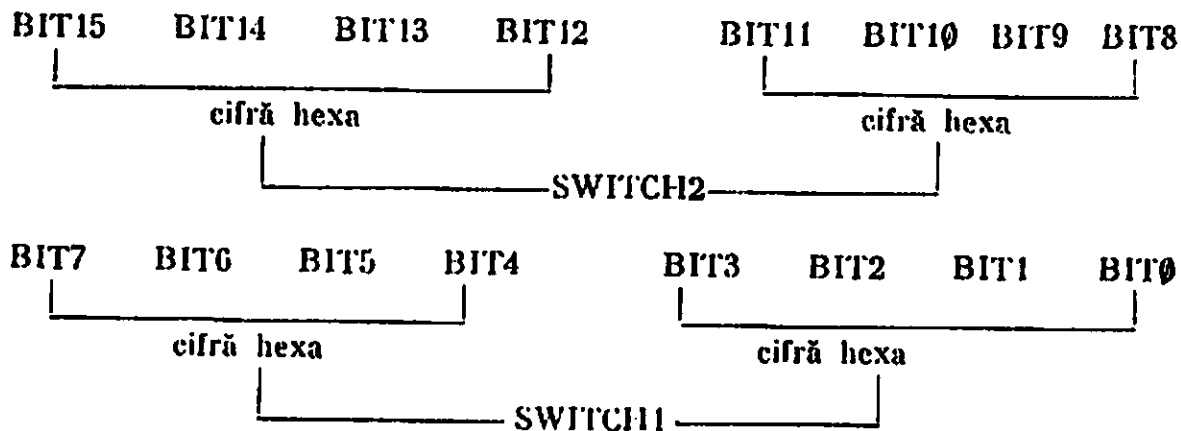 BIT15 BIT14 BIT13 BIT12 BIT11 BIT10 BIT9 BIT8
cifră hexa cifră hexa
SWITCH2
BIT7 BIT6 BIT5 BIT4 BIT3 BIT2 BIT1 BIT0
cifră hexa cifră hexa
SWITCH1